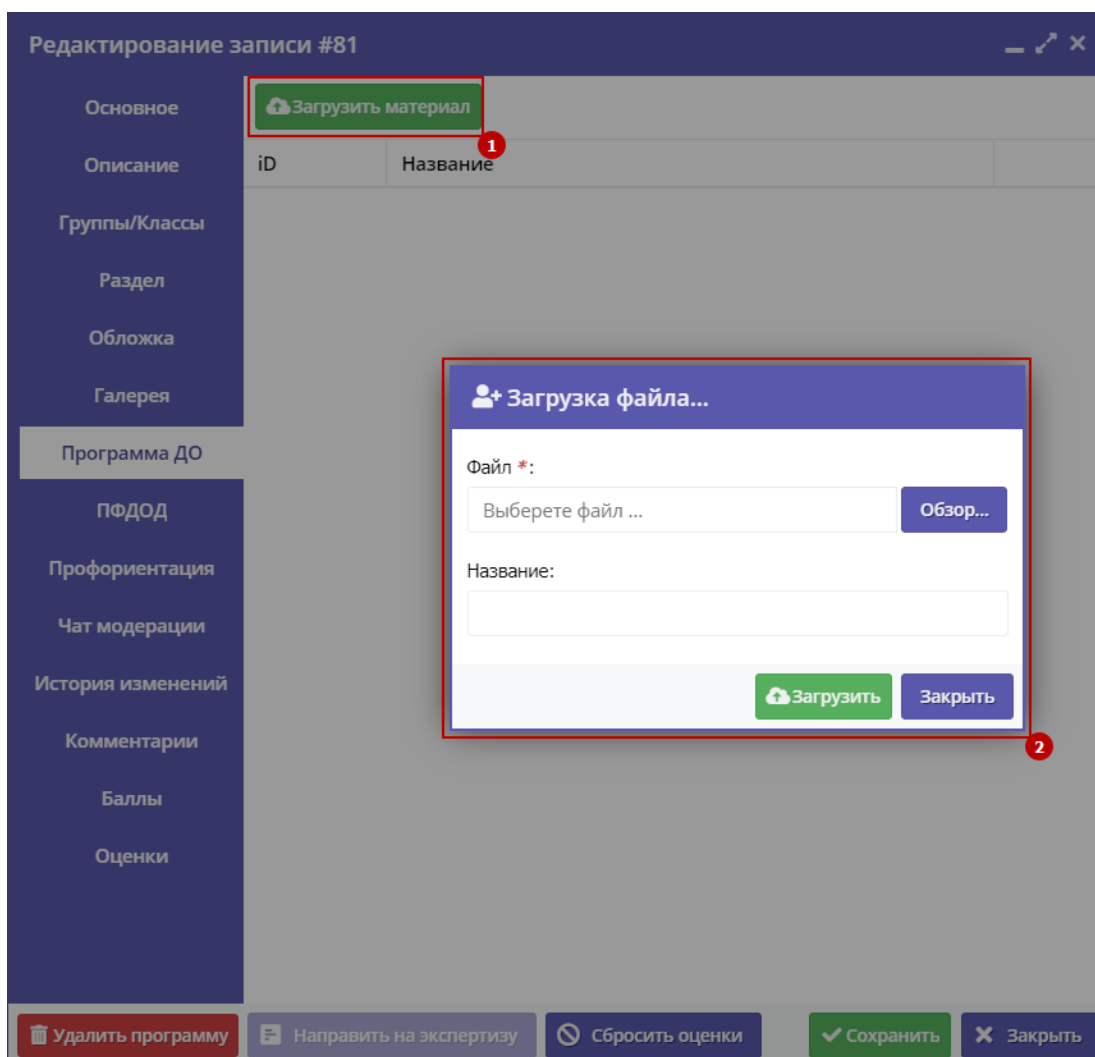 Редактирование записи #81
Загрузить материал
1
iD Название
Основное
Описание
Группы/Классы
Раздел
Обложка
Галерея
Программа ДО
ПФДОД
Профориентация
Чат модерации
История изменений
Комментарии
Баллы
Оценки
Загрузка файла...
Файл *:
Выберете файл ... Обзор...
Название:
Загрузить Закрыть
2
Удалить программу Направить на экспертизу Сбросить оценки Сохранить Закрыть